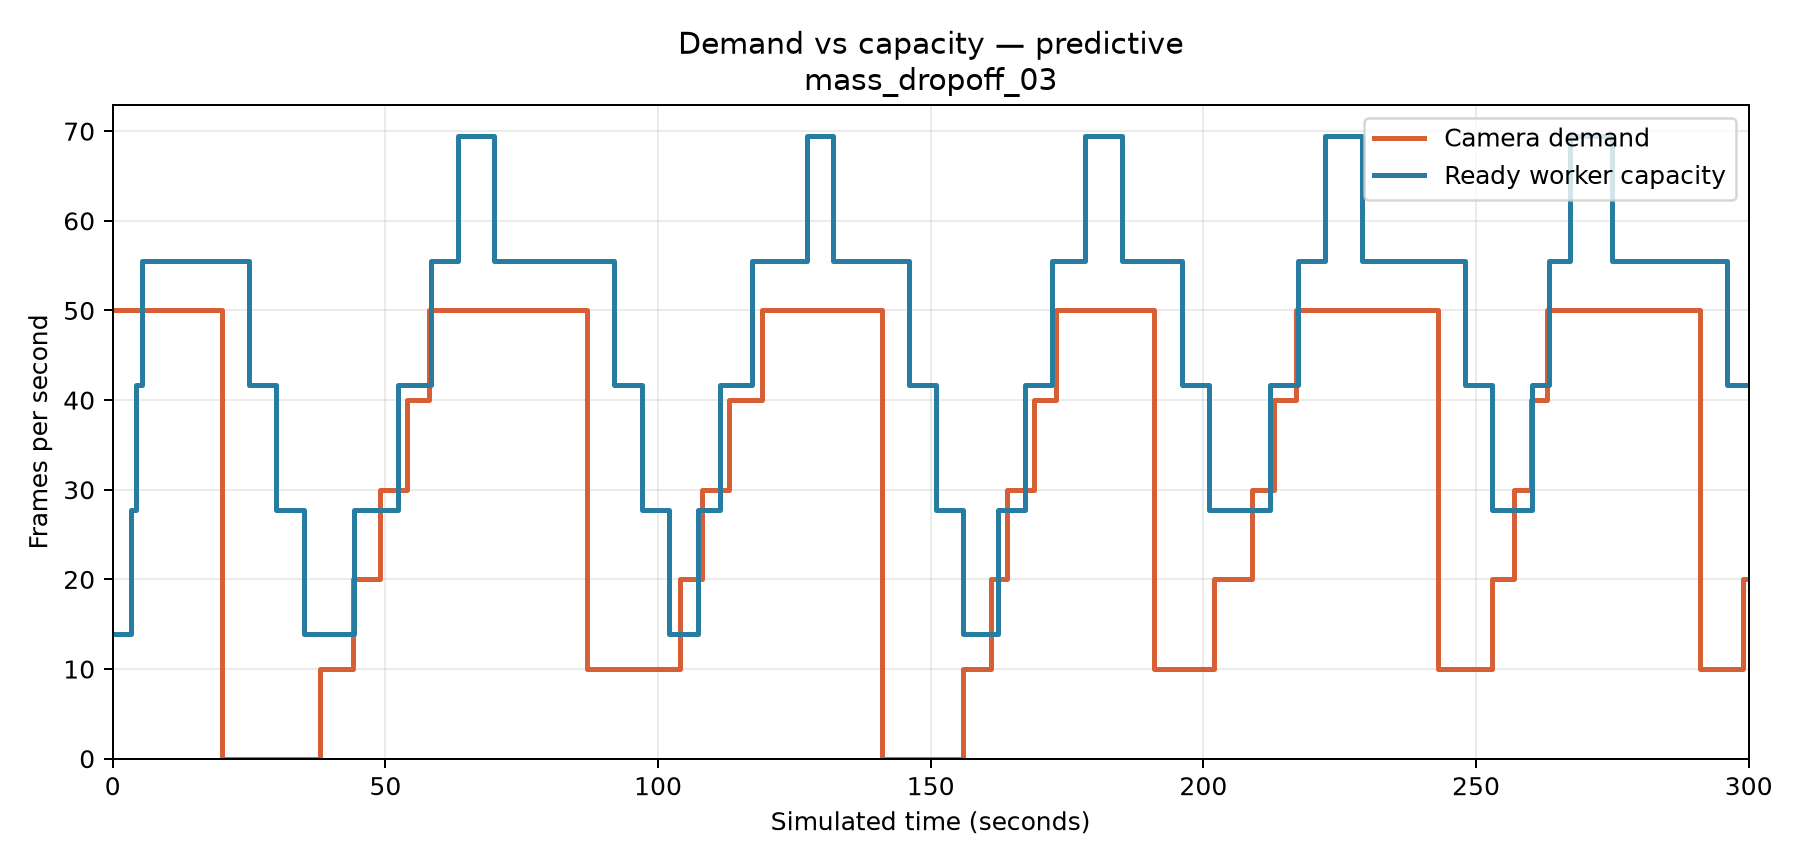 Demand vs capacity — predictive
mass_dropoff_03
Camera demand
Ready worker capacity
Frames per second
70
60
50
40
30
20
10
0
0 50 100 150 200 250 300
Simulated time (seconds)